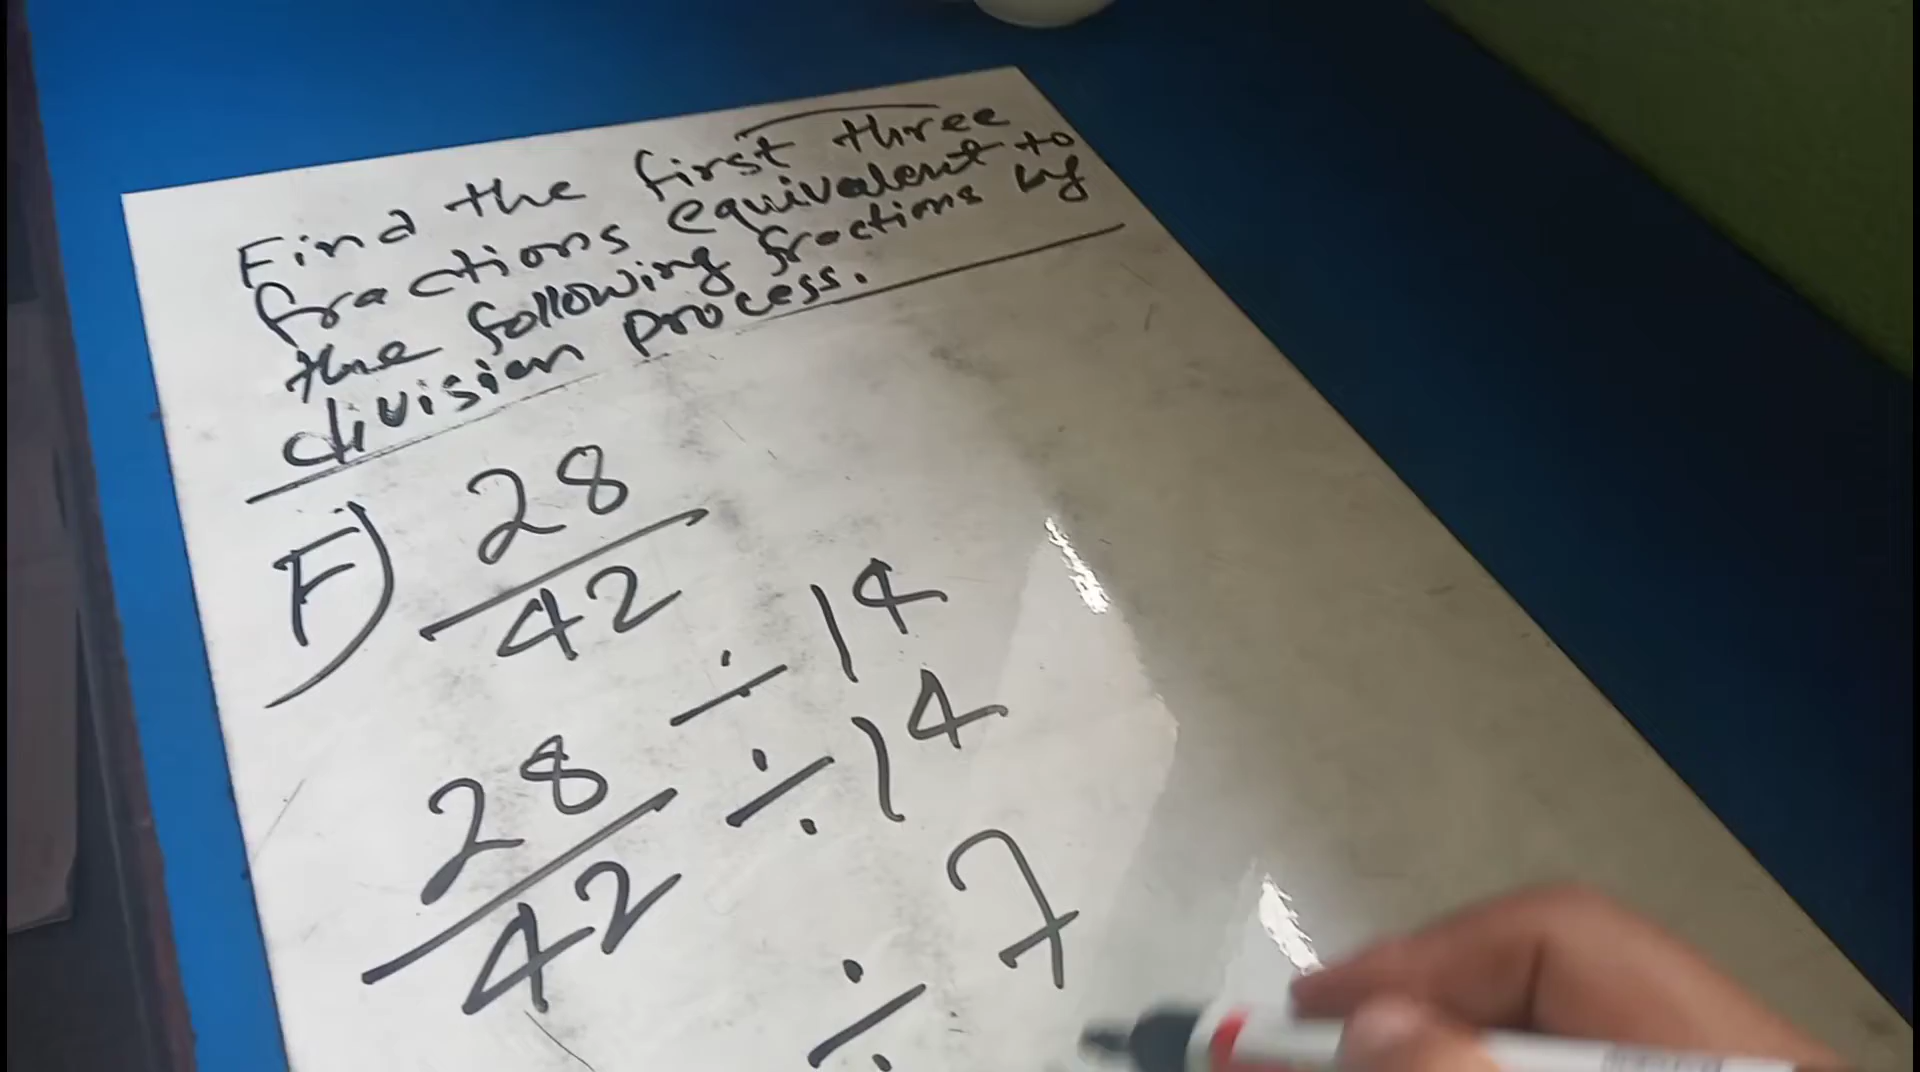 Find the first three
fractions equivalent to
the following fractions by
division process.
F) 28
42
÷ 14
28 ÷ 14
42
÷ 7